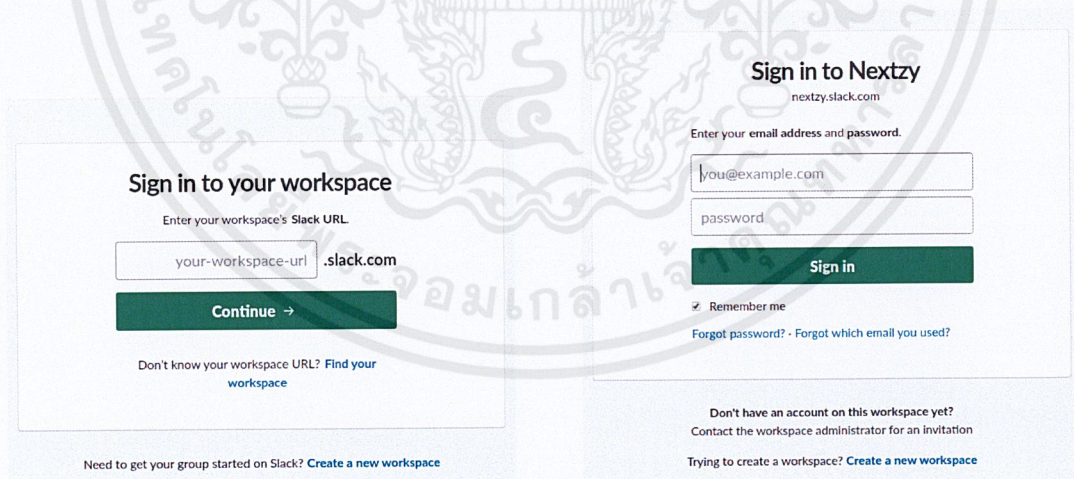 Sign in to your workspace
Enter your workspace's Slack URL.
your-workspace-url .slack.com
Continue →
Don't know your workspace URL? Find your
workspace
Need to get your group started on Slack? Create a new workspace
Sign in to Nextzy
nextzy.slack.com
Enter your email address and password.
you@example.com
password
Sign in
Remember me
Forgot password? · Forgot which email you used?
Don't have an account on this workspace yet?
Contact the workspace administrator for an invitation
Trying to create a workspace? Create a new workspace